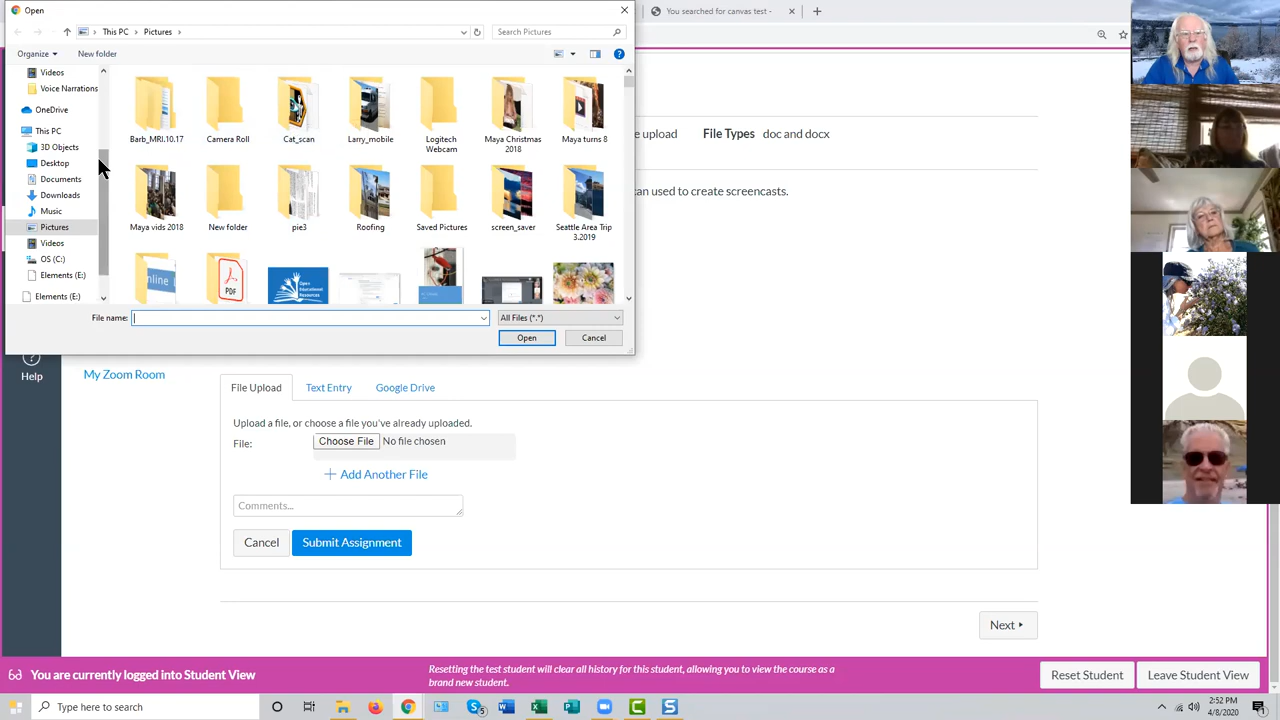 Open
You searched for canvas test -
This PC
Pictures
Search Pictures
Organize
New folder
Videos
Voice Narrations
OneDrive
This PC
3D Objects
Desktop
Documents
Downloads
Music
Pictures
Videos
OS (C:)
Elements (E:)
Elements (E:)
Barb_MRI.10.17
Camera Roll
Cat_scan
Larry_mobile
Logitech
Webcam
Maya Christmas
2018
Maya turns 8
Maya vids 2018
New folder
pie3
Roofing
Saved Pictures
screen_saver
Seattle Area Trip
3.2019
PDF
Open
Educational
Resources
File name:
All Files (*.*)
Open
Cancel
e upload File Types doc and docx
can used to create screencasts.
Help
My Zoom Room
File Upload
Text Entry
Google Drive
Upload a file, or choose a file you've already uploaded.
File:
Choose File No file chosen
+ Add Another File
Comments...
Cancel
Submit Assignment
Next
You are currently logged into Student View
Resetting the test student will clear all history for this student, allowing you to view the course as a
brand new student.
Reset Student
Leave Student View
Type here to search
5
2:52 PM
4/8/2020
1